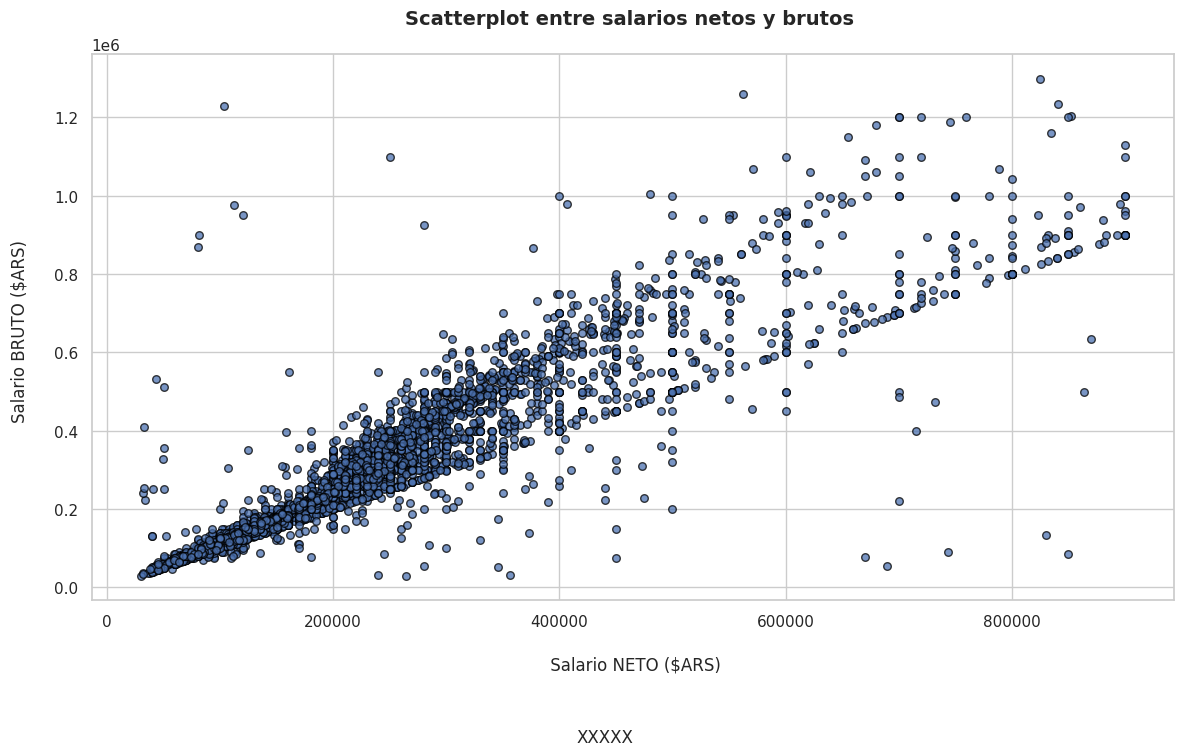 Scatterplot entre salarios netos y brutos
1e6
1.2
1.0
0.8
0.6
0.4
0.2
0.0
Salario BRUTO ($ARS)
0 200000 400000 600000 800000
Salario NETO ($ARS)
XXXXX